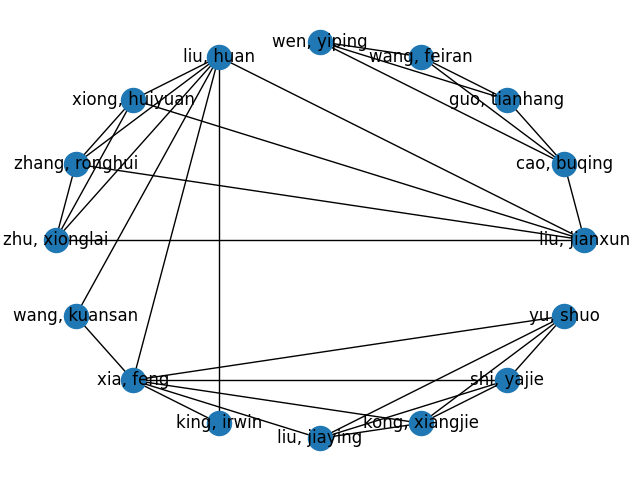 wen, yiping
liu, huan
wang, feiran
xiong, huiyuan
guo, tianhang
zhang, ronghui
cao, buqing
zhu, xionglai
liu, jianxun
wang, kuansan
yu, shuo
xia, feng
shi, yajie
king, irwin
kong, xiangjie
liu, jiaying